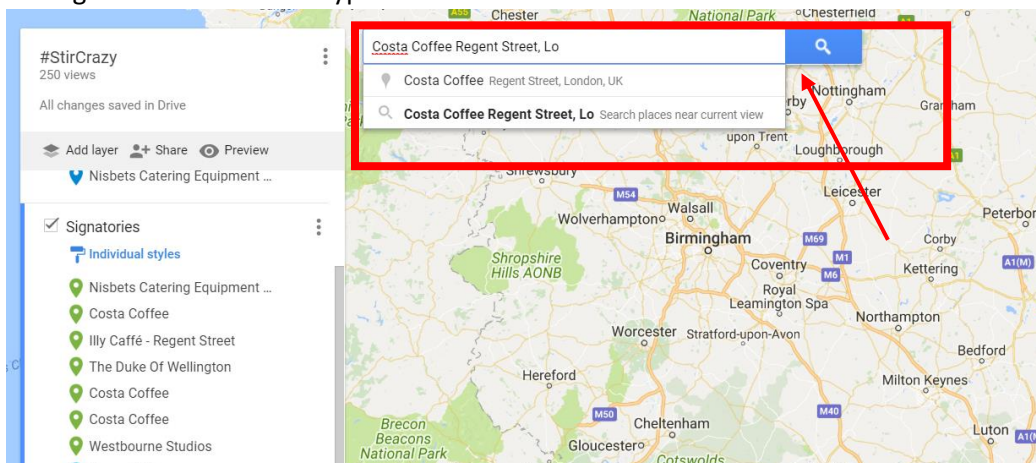 A55
Chester
National Park
Chesterfield
#StirCrazy
250 views
All changes saved in Drive
Add layer
Share
Preview
Nisbets Catering Equipment ...
Signatories
Individual styles
Nisbets Catering Equipment ...
Costa Coffee
Illy Caffé - Regent Street
The Duke Of Wellington
Costa Coffee
Costa Coffee
Westbourne Studios
Costa Coffee Regent Street, Lo
Costa Coffee Regent Street, London, UK
Costa Coffee Regent Street, Lo Search places near current view
Nottingham
upon Trent
Loughborough
A1
Shrewsbury
M54
Walsall
Wolverhampton
Leicester
Birmingham
M69
Corby
Shropshire
Hills AONB
Coventry
M1
M6
Kettering
A1(M)
Royal
Leamington Spa
Northampton
Worcester
Stratford-upon-Avon
Bedford
Hereford
Milton Keynes
M50
M40
Brecon
Beacons
National Park
Cheltenham
Gloucester
Cotswolds
Luton